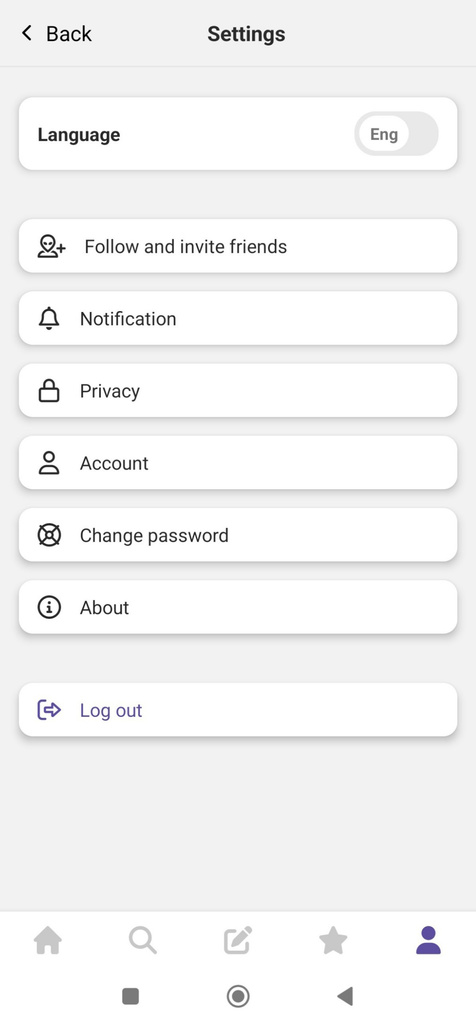 Back
Settings
Language
Eng
Follow and invite friends
Notification
Privacy
Account
Change password
About
Log out